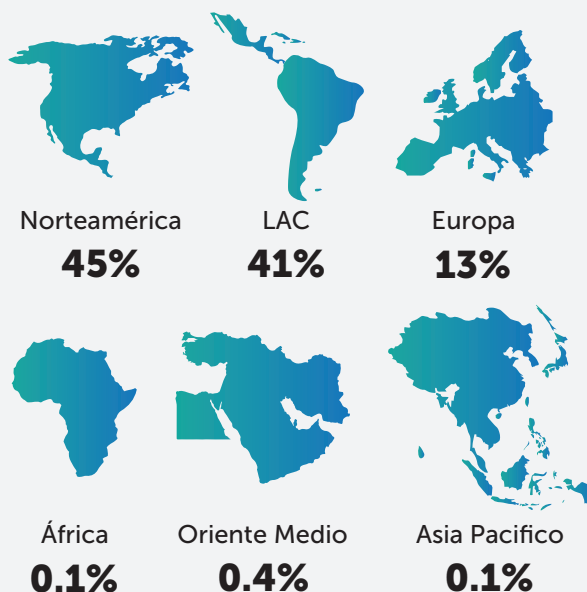 Norteamérica LAC Europa
45% 41% 13%
África Oriente Medio Asia Pacifico
0.1% 0.4% 0.1%